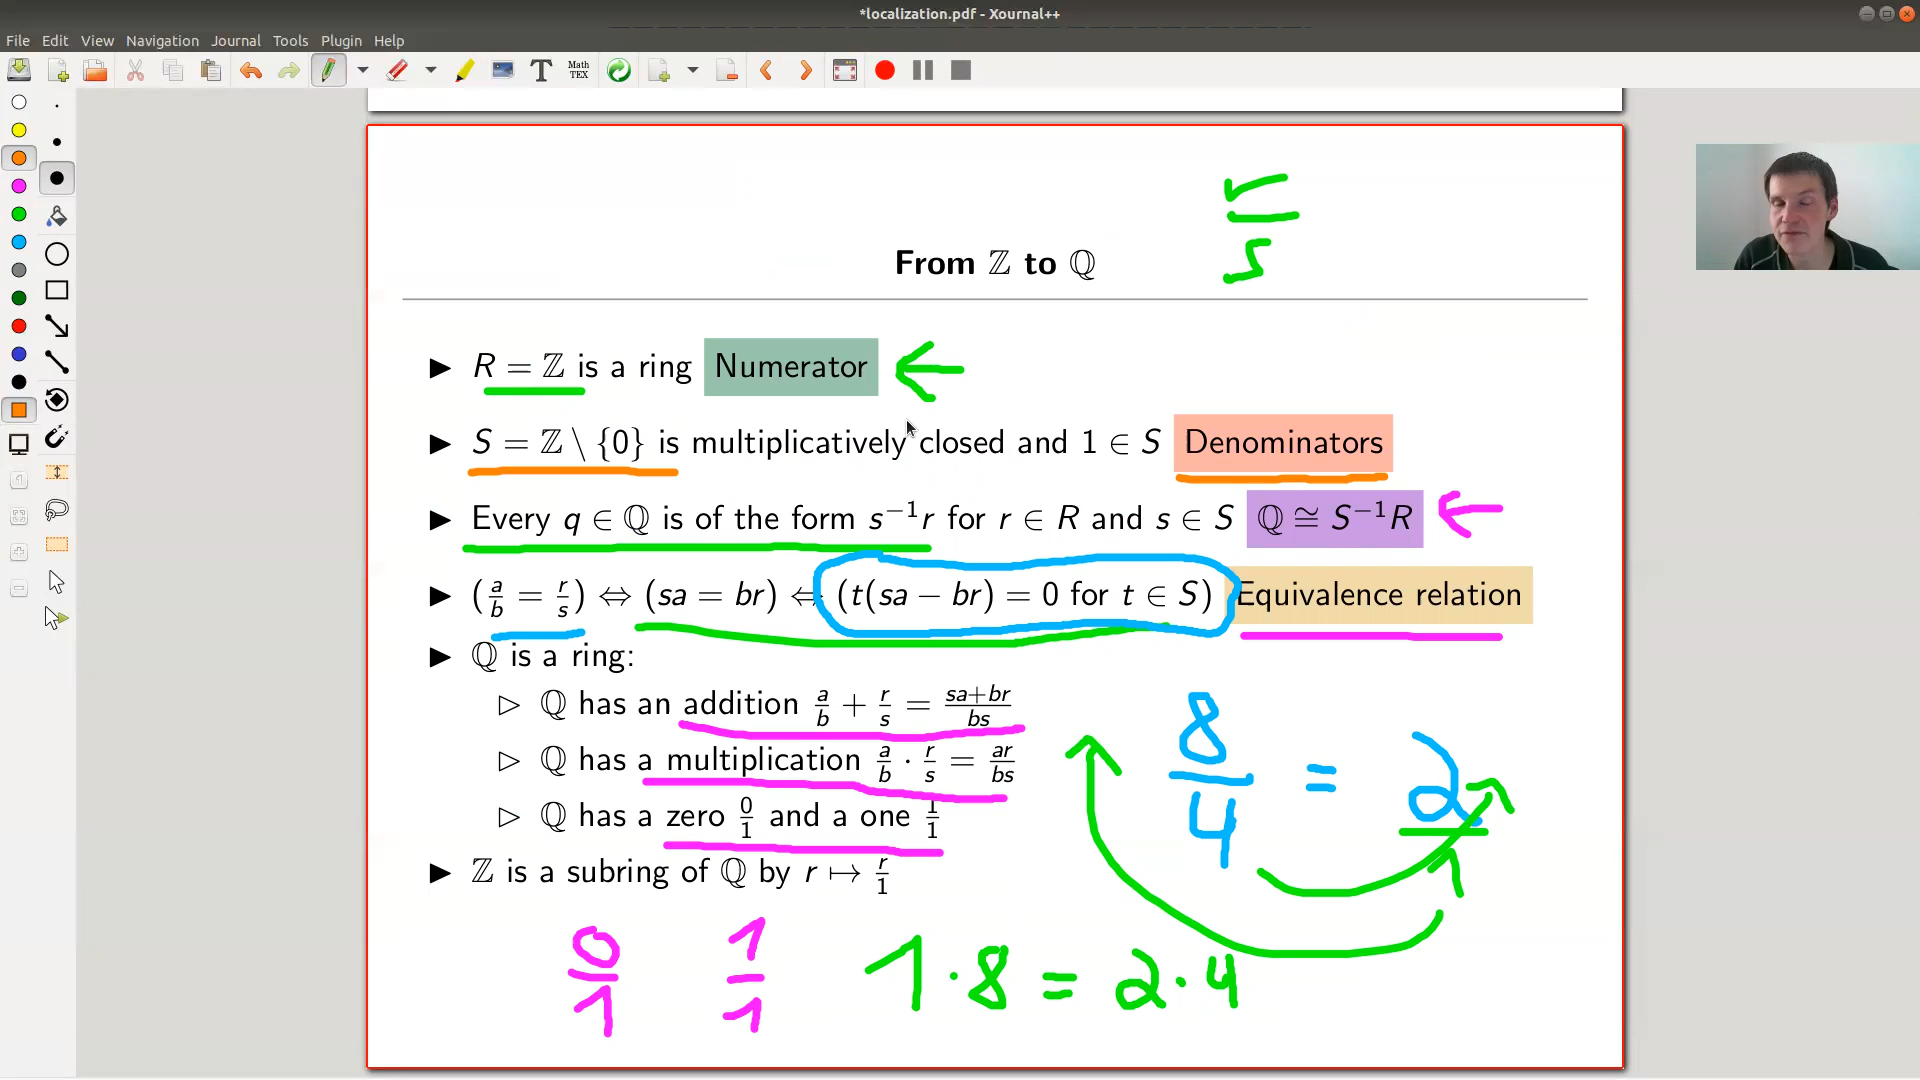 *localization.pdf - Xournal++
File Edit View Navigation Journal Tools Plugin Help
T Math TEX
r/s
From ℤ to ℚ
▶ R = ℤ is a ring Numerator ←
▶ S = ℤ \ {0} is multiplicatively closed and 1 ∈ S Denominators
▶ Every q ∈ ℚ is of the form s⁻¹r for r ∈ R and s ∈ S ℚ ≅ S⁻¹R ←
▶ (a/b = r/s) ⇔ (sa = br) ⇔ (t(sa − br) = 0 for t ∈ S) Equivalence relation
▶ ℚ is a ring:
▷ ℚ has an addition a/b + r/s = (sa+br)/bs
▷ ℚ has a multiplication a/b · r/s = ar/bs
▷ ℚ has a zero 0/1 and a one 1/1
8/4 = 2/1
▶ ℤ is a subring of ℚ by r ↦ r/1
0/1 1/1 1·8 = 2·4